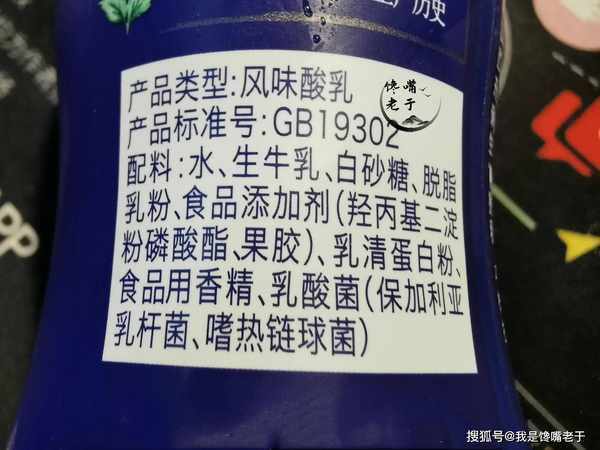 产品类型:风味酸乳
产品标准号:GB19302
馋嘴
老于
配料:水、生牛乳、白砂糖、脱脂
乳粉、食品添加剂(羟丙基二淀
粉磷酸酯、果胶)、乳清蛋白粉、
食品用香精、乳酸菌(保加利亚
乳杆菌、嗜热链球菌)
搜狐号@我是馋嘴老于